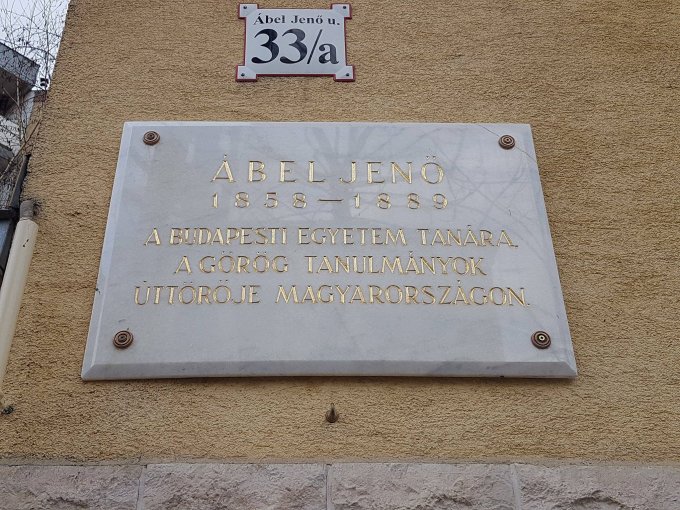 Ábel Jenő u.
33/a
ÁBEL JENŐ
1858–1889
A BUDAPESTI EGYETEM TANÁRA,
A GÖRÖG TANULMÁNYOK
ÚTTÖRŐJE MAGYARORSZÁGON.